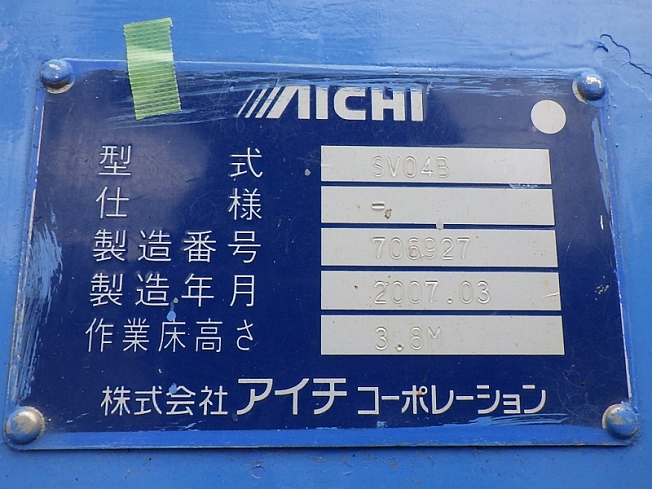 AICHI
型式 SV04B
仕様 -
製造番号 706927
製造年月 2007.03
作業床高さ 3.8M
株式会社アイチコーポレーション